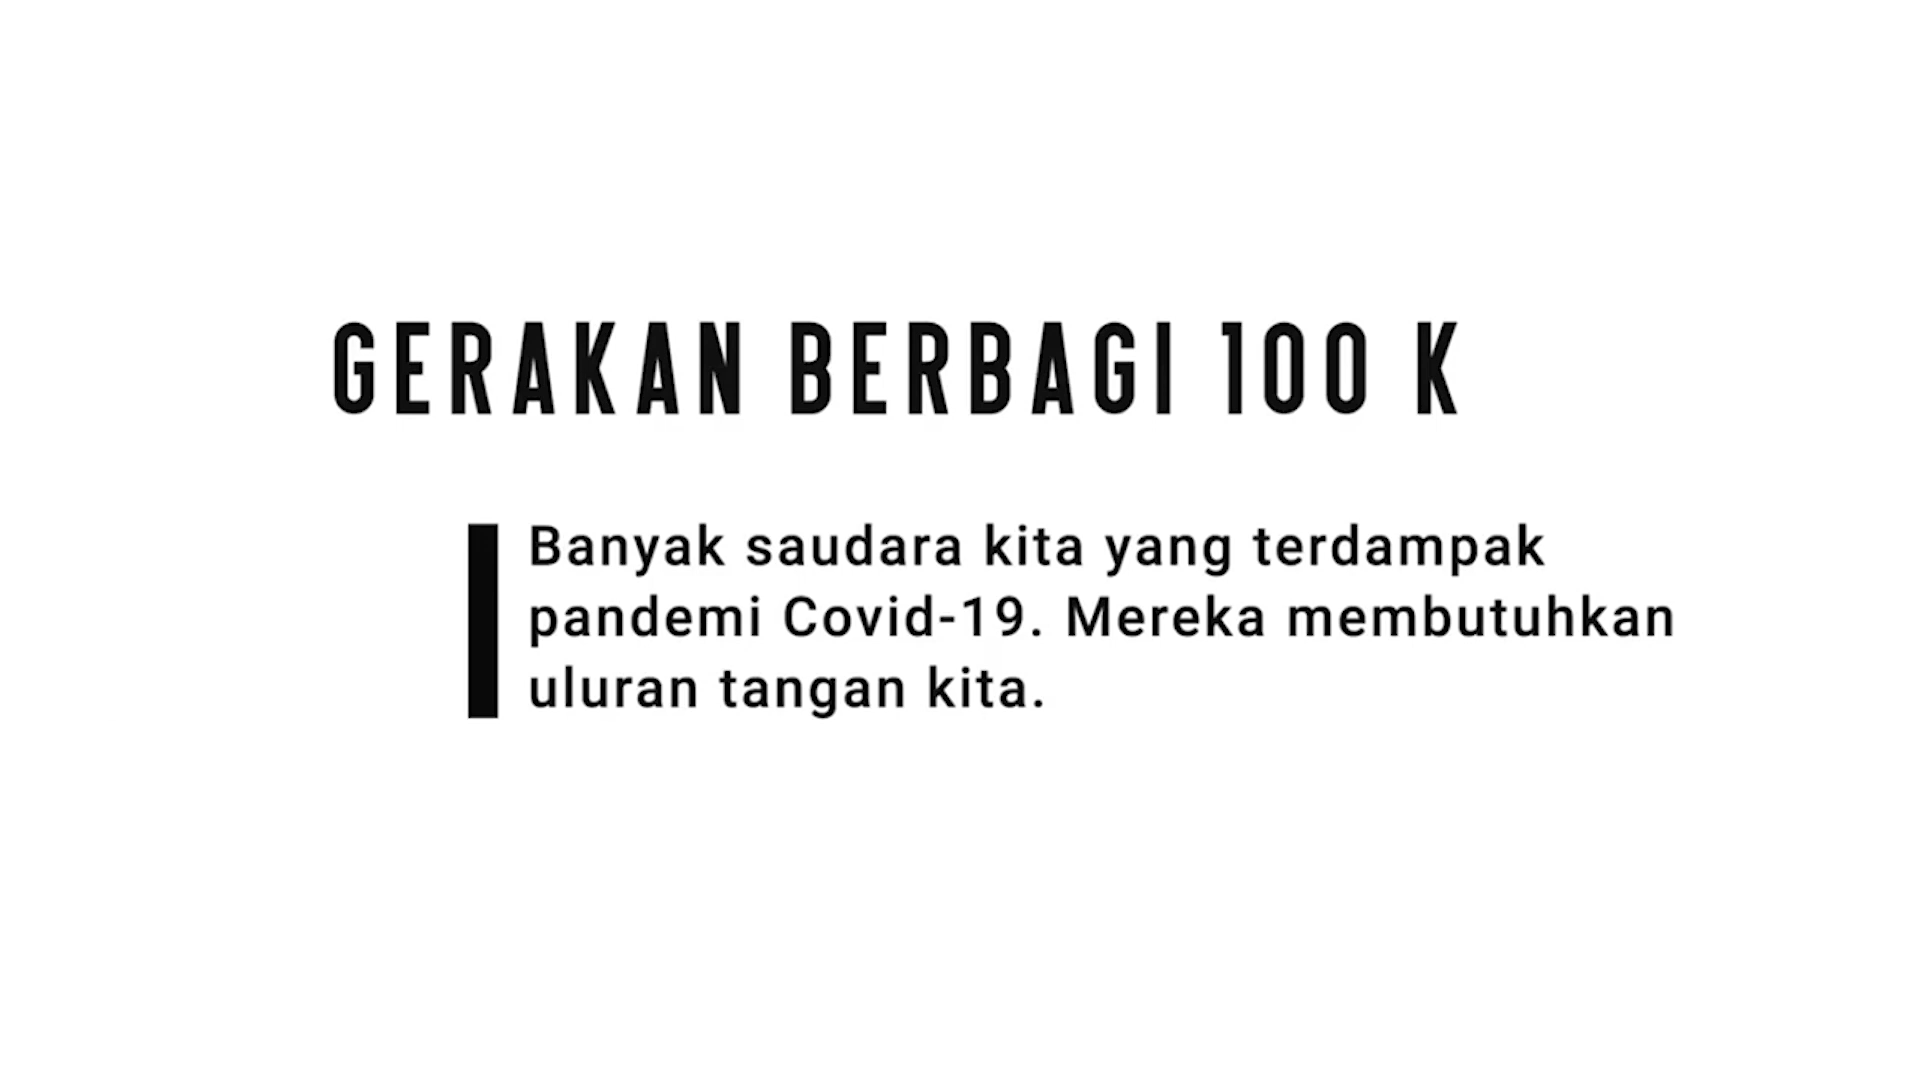 GERAKAN BERBAGI 100 K
Banyak saudara kita yang terdampak
pandemi Covid-19. Mereka membutuhkan
uluran tangan kita.